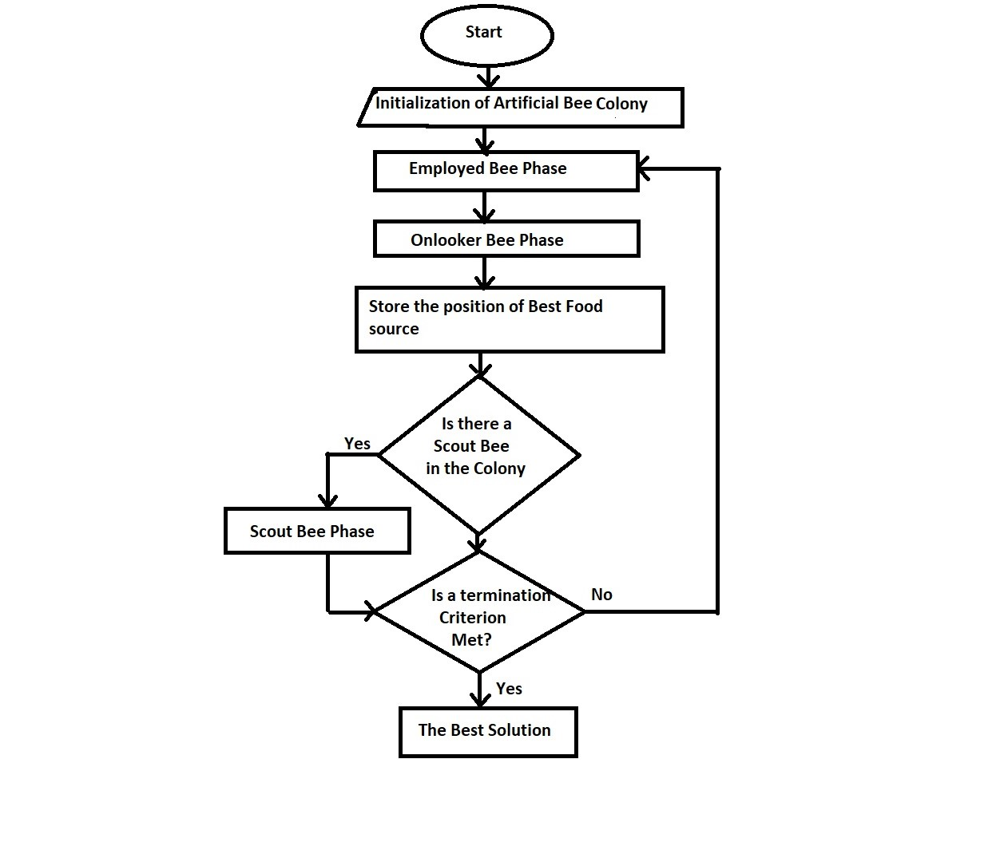 Start
Initialization of Artificial Bee Colony
Employed Bee Phase
Onlooker Bee Phase
Store the position of Best Food
source
Is there a
Scout Bee
in the Colony
Yes
Scout Bee Phase
Is a termination
Criterion
Met?
No
Yes
The Best Solution